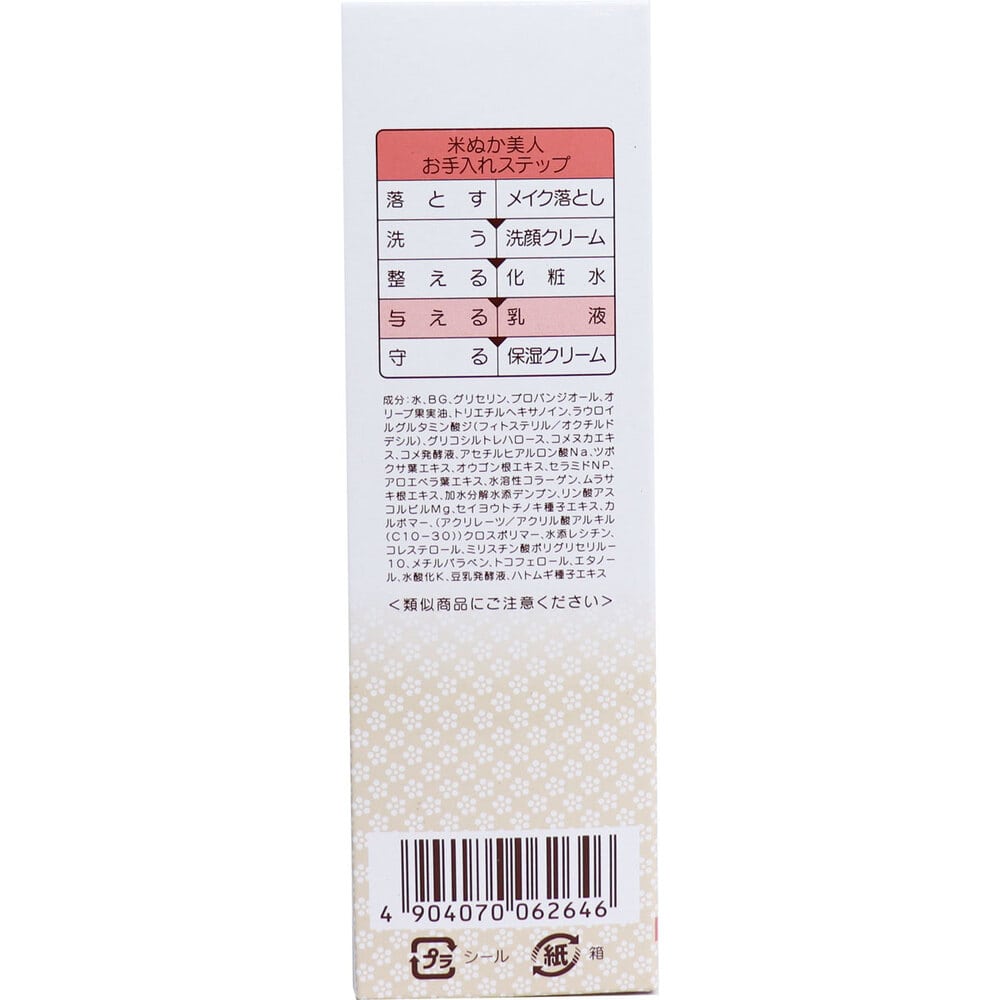 米ぬか美人
お手入れステップ
落とす メイク落とし
洗う 洗顔クリーム
整える 化粧水
与える 乳液
守る 保湿クリーム
成分:水、BG、グリセリン、プロパンジオール、オ
リーブ果実油、トリエチルヘキサノイン、ラウロイ
ルグルタミン酸ジ(フィトステリル/オクチルド
デシル)、グリコシルトレハロース、コメヌカエキ
ス、コメ発酵液、アセチルヒアルロン酸Na、ツボ
クサ葉エキス、オウゴン根エキス、セラミドNP、
アロエベラ葉エキス、水溶性コラーゲン、ムラサ
キ根エキス、加水分解水添デンプン、リン酸アス
コルビルMg、セイヨウトチノキ種子エキス、カ
ルボマー、(アクリレーツ/アクリル酸アルキル
(C10-30))クロスポリマー、水添レシチン、
コレステロール、ミリスチン酸ポリグリセリル-
10、メチルパラベン、トコフェロール、エタノー
ル、水酸化K、豆乳発酵液、ハトムギ種子エキス
<類似商品にご注意ください>
4 904070 062646
プラ シール 紙 箱